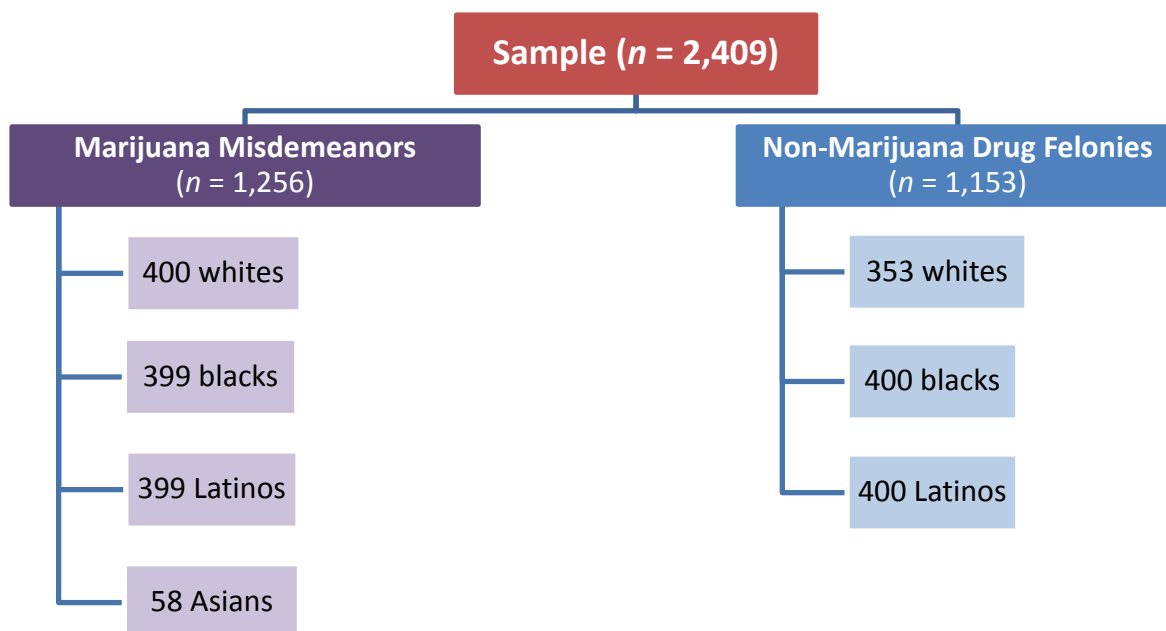 Sample (n = 2,409)
Marijuana Misdemeanors
(n = 1,256)
400 whites
399 blacks
399 Latinos
58 Asians
Non-Marijuana Drug Felonies
(n = 1,153)
353 whites
400 blacks
400 Latinos